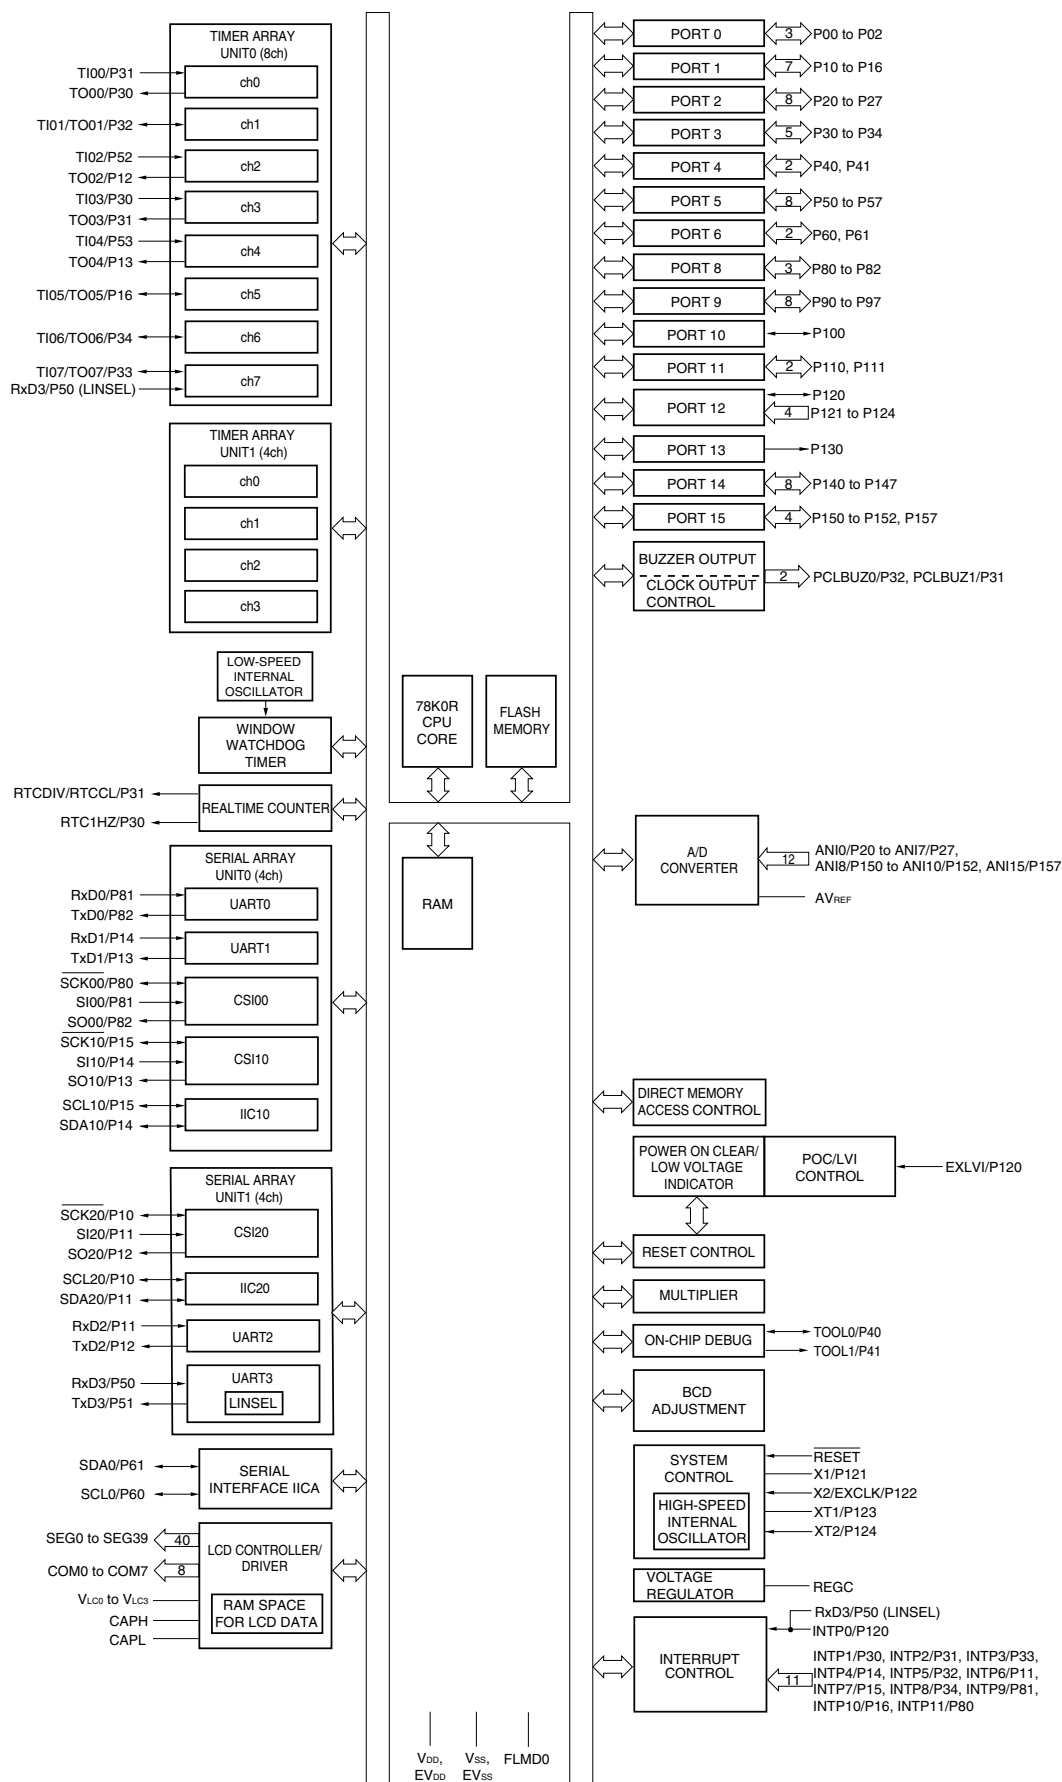 TIMER ARRAY
UNIT0 (8ch)
TI00/P31
TO00/P30
ch0
TI01/TO01/P32
ch1
TI02/P52
TO02/P12
ch2
TI03/P30
TO03/P31
ch3
TI04/P53
TO04/P13
ch4
TI05/TO05/P16
ch5
TI06/TO06/P34
ch6
TI07/TO07/P33
RxD3/P50 (LINSEL)
ch7
TIMER ARRAY
UNIT1 (4ch)
ch0
ch1
ch2
ch3
LOW-SPEED
INTERNAL
OSCILLATOR
WINDOW
WATCHDOG
TIMER
RTCDIV/RTCCL/P31
RTC1HZ/P30
REALTIME COUNTER
SERIAL ARRAY
UNIT0 (4ch)
RxD0/P81
TxD0/P82
UART0
RxD1/P14
TxD1/P13
UART1
SCK00/P80
SI00/P81
SO00/P82
CSI00
SCK10/P15
SI10/P14
SO10/P13
CSI10
SCL10/P15
SDA10/P14
IIC10
SERIAL ARRAY
UNIT1 (4ch)
SCK20/P10
SI20/P11
SO20/P12
CSI20
SCL20/P10
SDA20/P11
IIC20
RxD2/P11
TxD2/P12
UART2
RxD3/P50
TxD3/P51
UART3
LINSEL
SDA0/P61
SCL0/P60
SERIAL
INTERFACE IICA
SEG0 to SEG39
40
COM0 to COM7
8
VLC0 to VLC3
CAPH
CAPL
LCD CONTROLLER/
DRIVER
RAM SPACE
FOR LCD DATA
78K0R
CPU
CORE
FLASH
MEMORY
RAM
VDD,
EVDD
VSS,
EVSS
FLMD0
PORT 0
3
P00 to P02
PORT 1
7
P10 to P16
PORT 2
8
P20 to P27
PORT 3
5
P30 to P34
PORT 4
2
P40, P41
PORT 5
8
P50 to P57
PORT 6
2
P60, P61
PORT 8
3
P80 to P82
PORT 9
8
P90 to P97
PORT 10
P100
PORT 11
2
P110, P111
PORT 12
P120
4
P121 to P124
PORT 13
P130
PORT 14
8
P140 to P147
PORT 15
4
P150 to P152, P157
BUZZER OUTPUT
CLOCK OUTPUT
CONTROL
2
PCLBUZ0/P32, PCLBUZ1/P31
A/D
CONVERTER
12
ANI0/P20 to ANI7/P27,
ANI8/P150 to ANI10/P152, ANI15/P157
AVREF
DIRECT MEMORY
ACCESS CONTROL
POWER ON CLEAR/
LOW VOLTAGE
INDICATOR
POC/LVI
CONTROL
EXLVI/P120
RESET CONTROL
MULTIPLIER
ON-CHIP DEBUG
TOOL0/P40
TOOL1/P41
BCD
ADJUSTMENT
SYSTEM
CONTROL
HIGH-SPEED
INTERNAL
OSCILLATOR
RESET
X1/P121
X2/EXCLK/P122
XT1/P123
XT2/P124
VOLTAGE
REGULATOR
REGC
INTERRUPT
CONTROL
RxD3/P50 (LINSEL)
INTP0/P120
11
INTP1/P30, INTP2/P31, INTP3/P33,
INTP4/P14, INTP5/P32, INTP6/P11,
INTP7/P15, INTP8/P34, INTP9/P81,
INTP10/P16, INTP11/P80